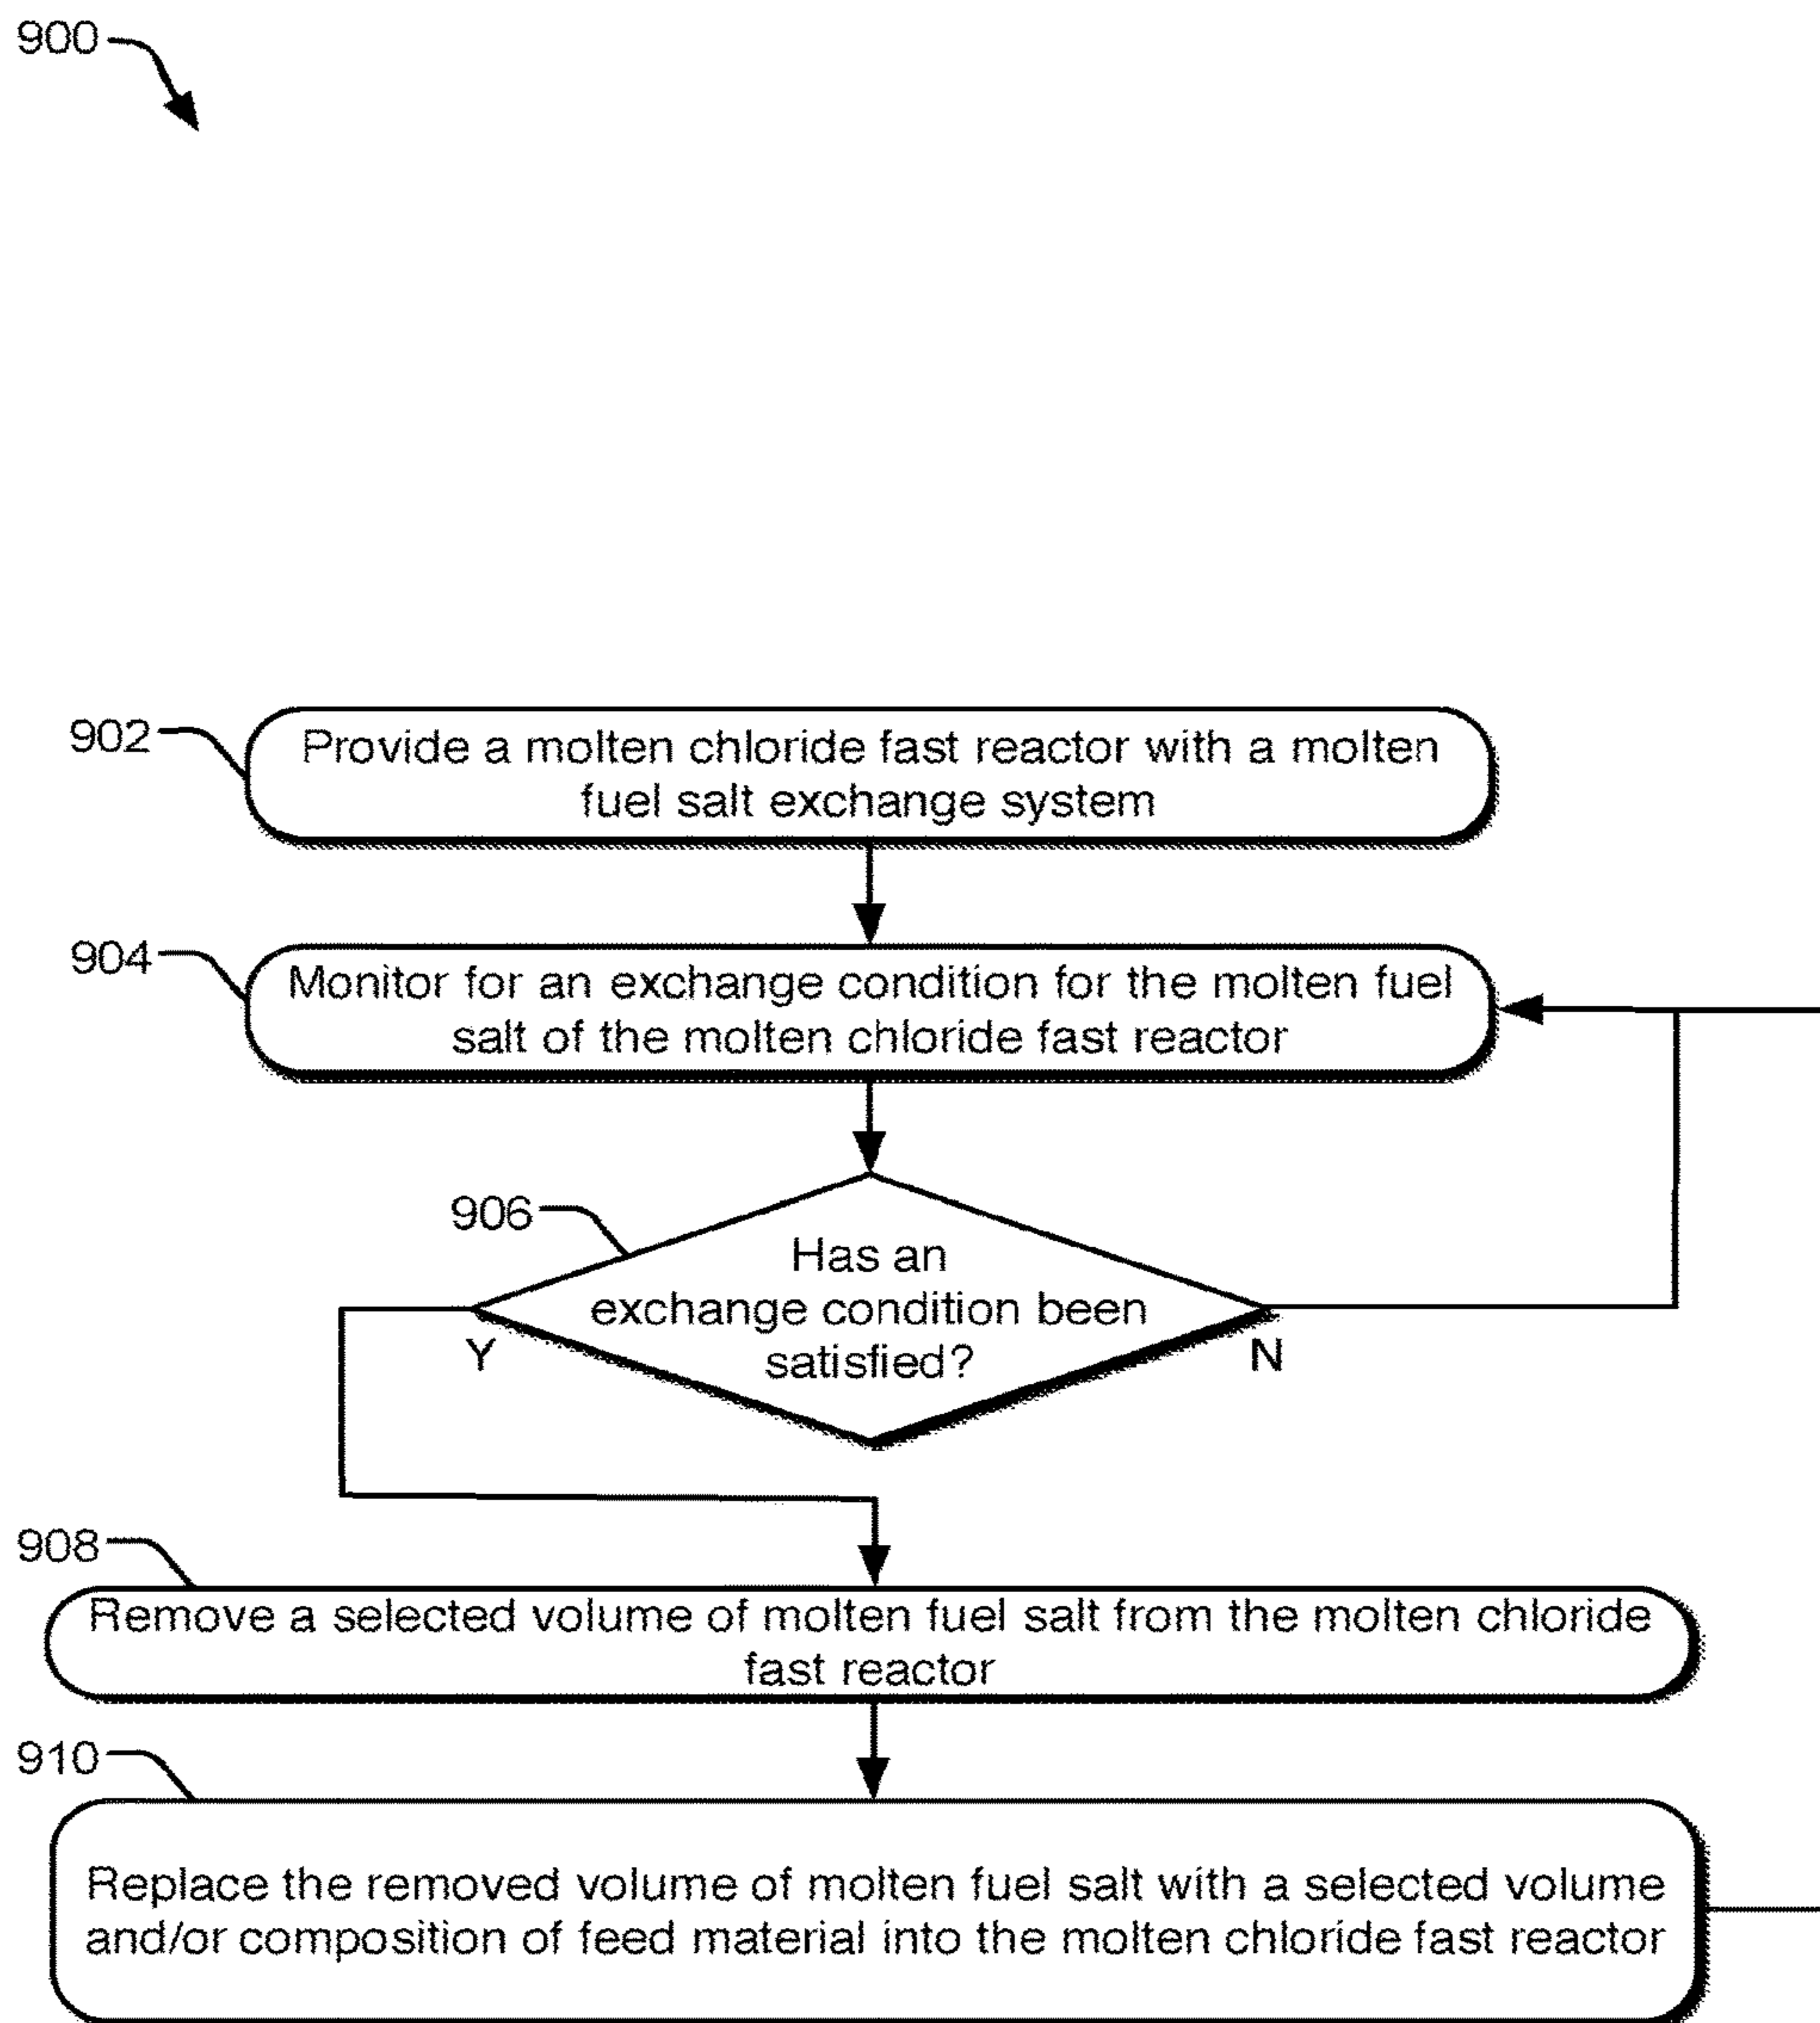 900
902
Provide a molten chloride fast reactor with a molten
fuel salt exchange system
904
Monitor for an exchange condition for the molten fuel
salt of the molten chloride fast reactor
906
Has an
exchange condition been
satisfied?
Y
N
908
Remove a selected volume of molten fuel salt from the molten chloride
fast reactor
910
Replace the removed volume of molten fuel salt with a selected volume
and/or composition of feed material into the molten chloride fast reactor